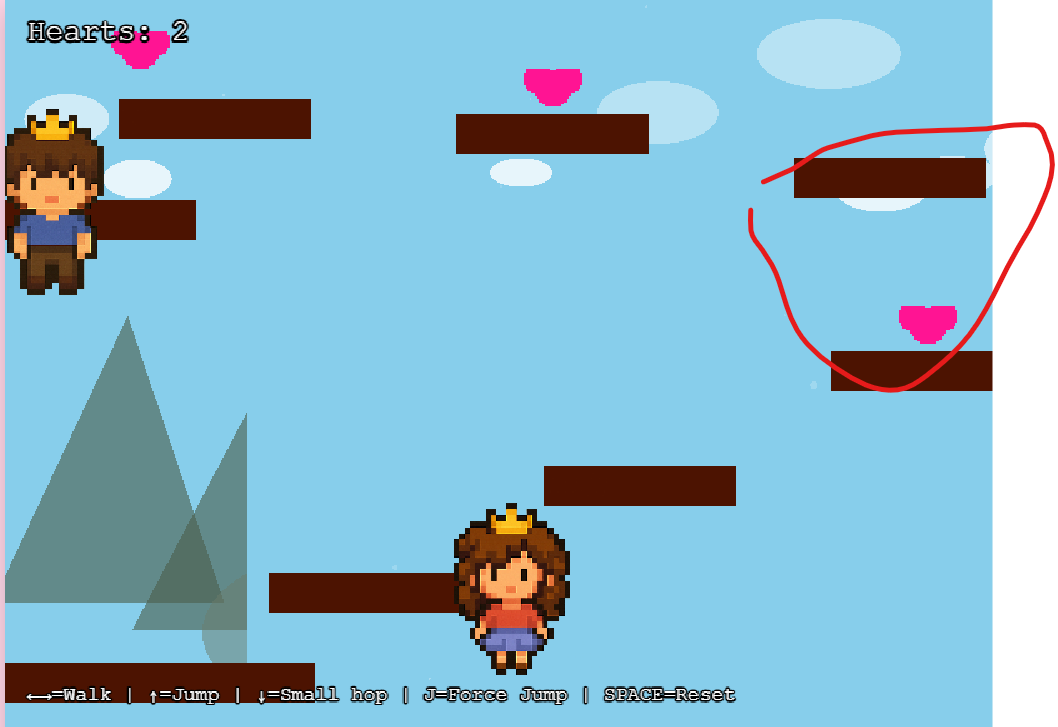 Hearts: 2
←→=Walk | ↑=Jump | ↓=Small hop | J=Force Jump | SPACE=Reset